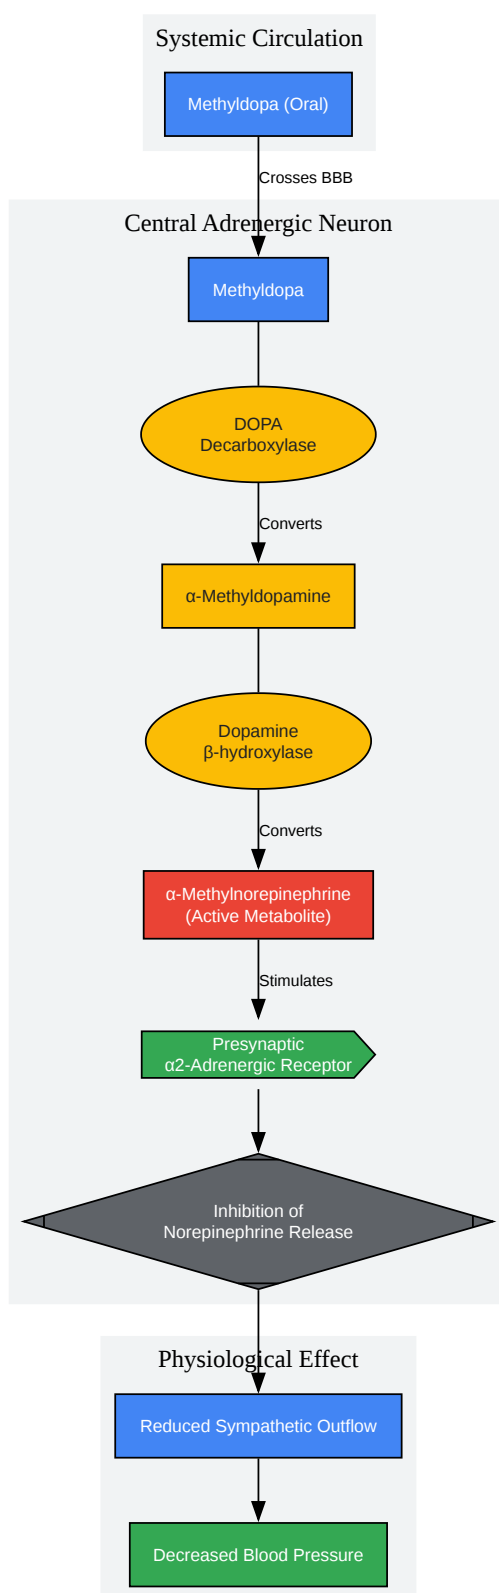 Systemic Circulation
Methyldopa (Oral)
Crosses BBB
Central Adrenergic Neuron
Methyldopa
DOPA
Decarboxylase
Converts
α-Methyldopamine
Dopamine
β-hydroxylase
Converts
α-Methylnorepinephrine
(Active Metabolite)
Stimulates
Presynaptic
α2-Adrenergic Receptor
Inhibition of
Norepinephrine Release
Physiological Effect
Reduced Sympathetic Outflow
Decreased Blood Pressure